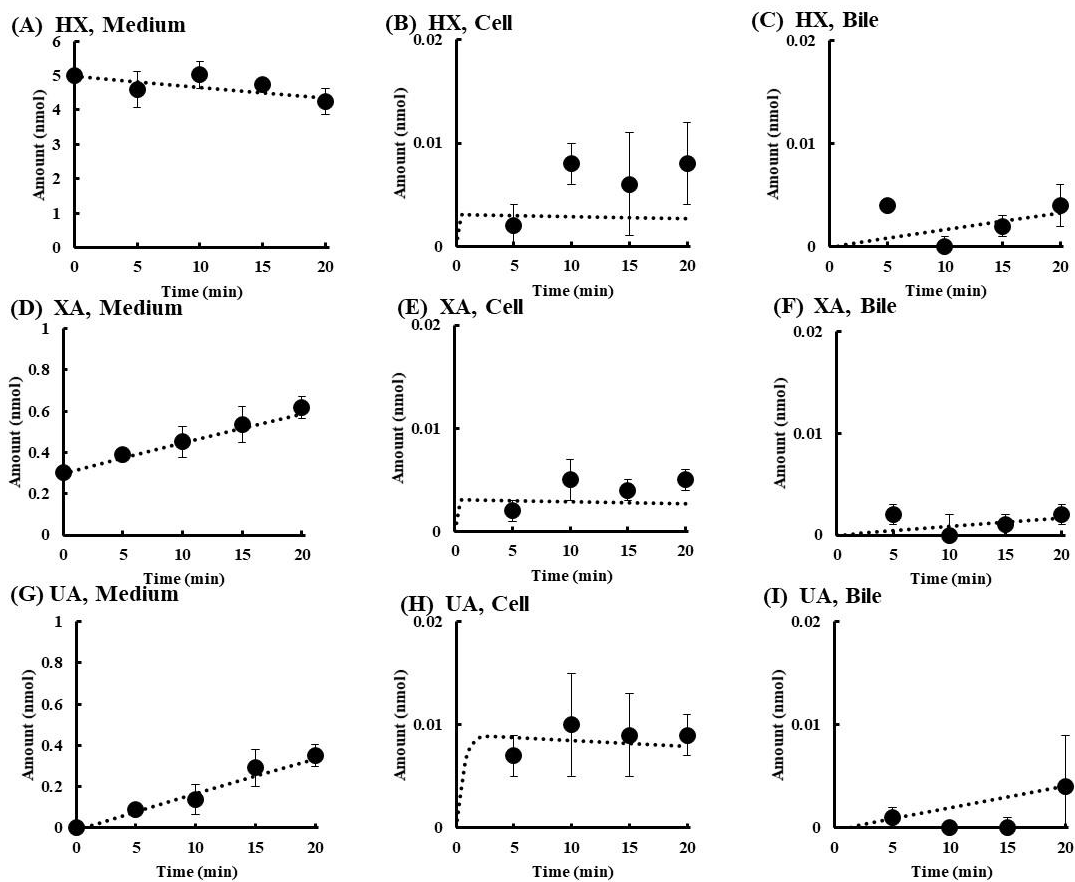 (A) HX, Medium
6
5
4
3
2
1
0
Amount (nmol)
0 5 10 15 20
Time (min)
(B) HX, Cell
0.02
0.01
0
Amount (nmol)
0 5 10 15 20
Time (min)
(C) HX, Bile
0.02
0.01
0
Amount (nmol)
0 5 10 15 20
Time (min)
(D) XA, Medium
1
0.8
0.6
0.4
0.2
0
Amount (nmol)
0 5 10 15 20
Time (min)
(E) XA, Cell
0.02
0.01
0
Amount (nmol)
0 5 10 15 20
Time (min)
(F) XA, Bile
0.02
0.01
0
Amount (nmol)
0 5 10 15 20
Time (min)
(G) UA, Medium
1
0.8
0.6
0.4
0.2
0
Amount (nmol)
0 5 10 15 20
Time (min)
(H) UA, Cell
0.02
0.01
0
Amount (nmol)
0 5 10 15 20
Time (min)
(I) UA, Bile
0.02
0.01
0
Amount (nmol)
0 5 10 15 20
Time (min)